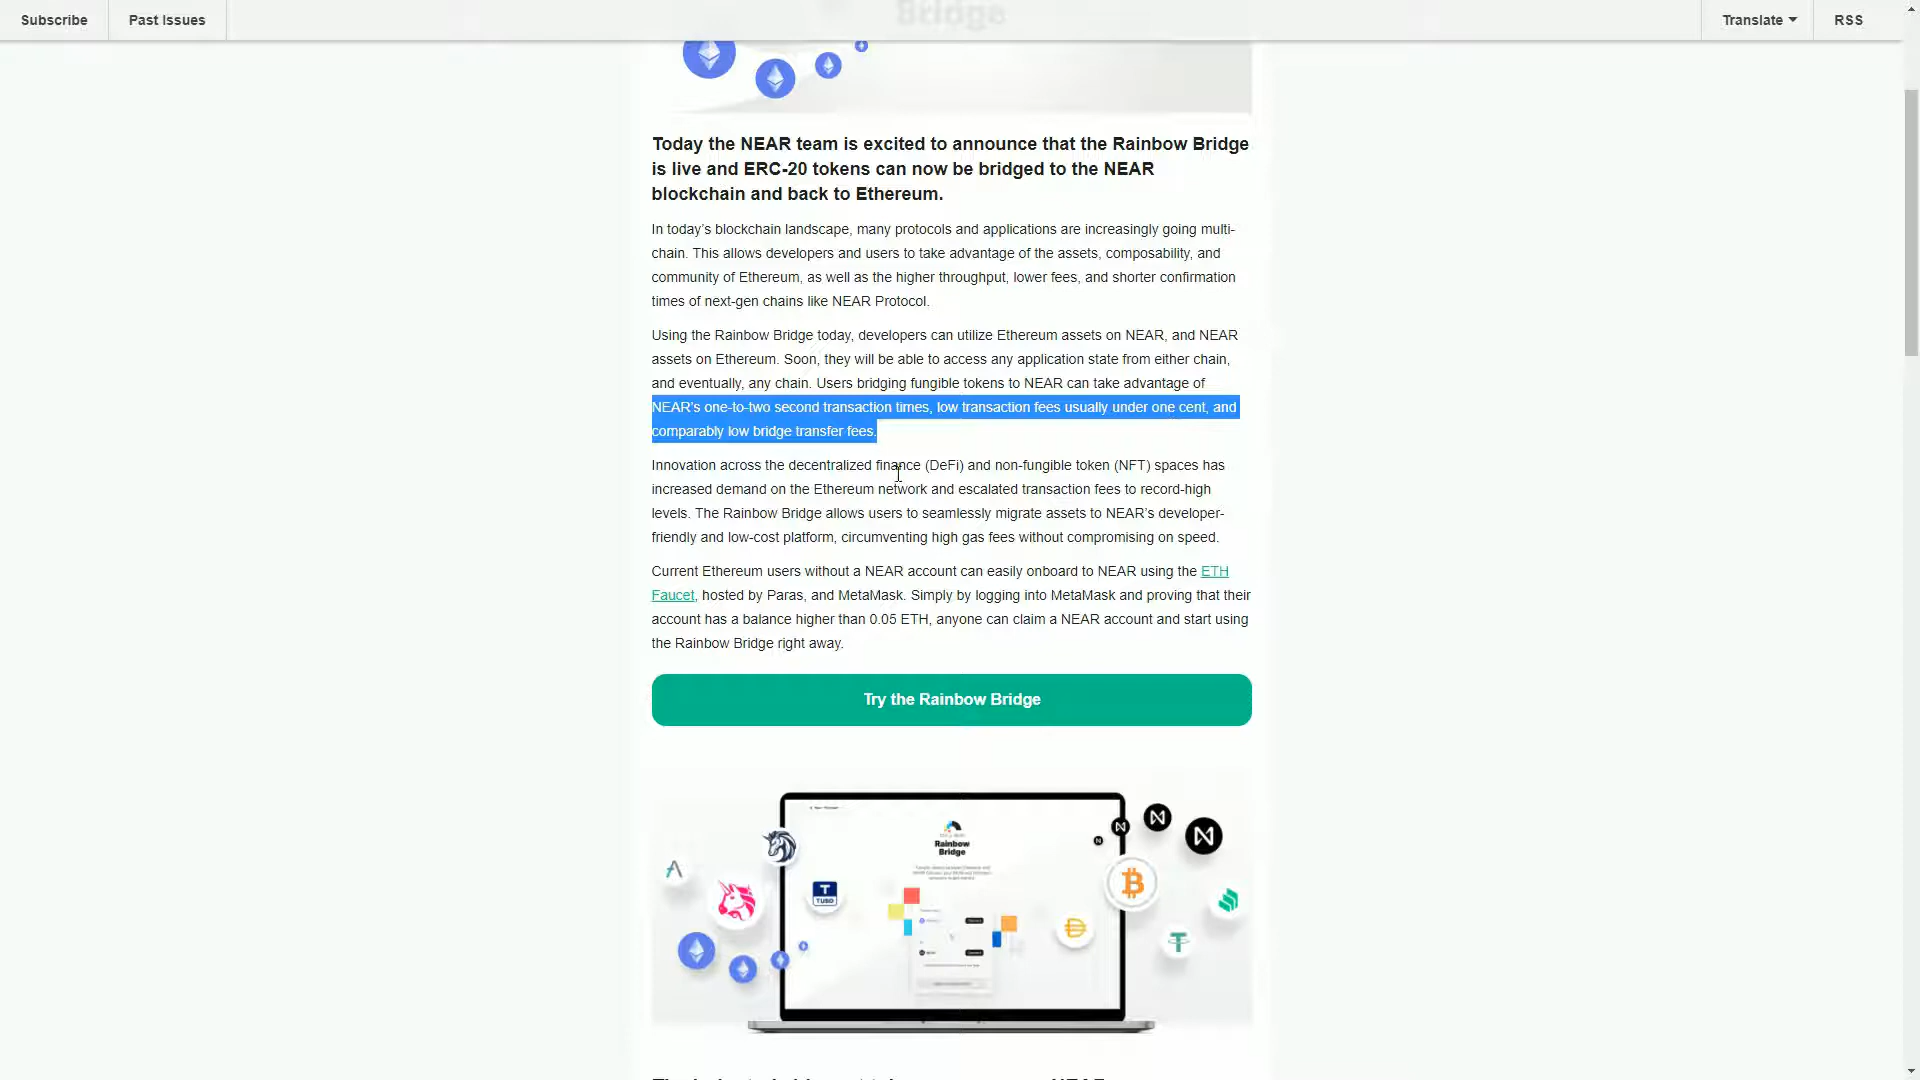 Subscribe
Past Issues
Translate
RSS
Bridge
Today the NEAR team is excited to announce that the Rainbow Bridge
is live and ERC-20 tokens can now be bridged to the NEAR
blockchain and back to Ethereum.
In today’s blockchain landscape, many protocols and applications are increasingly going multi-
chain. This allows developers and users to take advantage of the assets, composability, and
community of Ethereum, as well as the higher throughput, lower fees, and shorter confirmation
times of next-gen chains like NEAR Protocol.
Using the Rainbow Bridge today, developers can utilize Ethereum assets on NEAR, and NEAR
assets on Ethereum. Soon, they will be able to access any application state from either chain,
and eventually, any chain. Users bridging fungible tokens to NEAR can take advantage of
NEAR’s one-to-two second transaction times, low transaction fees usually under one cent, and
comparably low bridge transfer fees.
Innovation across the decentralized finance (DeFi) and non-fungible token (NFT) spaces has
increased demand on the Ethereum network and escalated transaction fees to record-high
levels. The Rainbow Bridge allows users to seamlessly migrate assets to NEAR’s developer-
friendly and low-cost platform, circumventing high gas fees without compromising on speed.
Current Ethereum users without a NEAR account can easily onboard to NEAR using the ETH
Faucet, hosted by Paras, and MetaMask. Simply by logging into MetaMask and proving that their
account has a balance higher than 0.05 ETH, anyone can claim a NEAR account and start using
the Rainbow Bridge right away.
Try the Rainbow Bridge
Rainbow
Bridge
TUSD